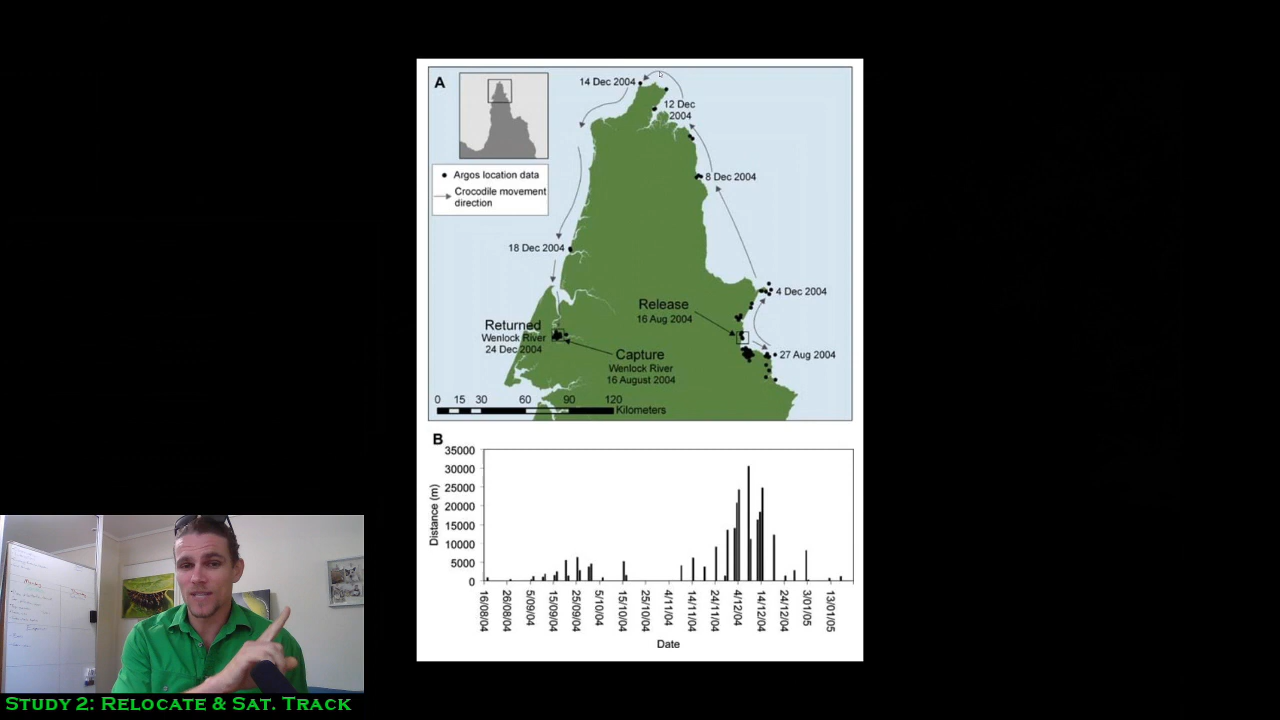 A
14 Dec 2004
12 Dec
2004
Argos location data
Crocodile movement
direction
8 Dec 2004
18 Dec 2004
4 Dec 2004
Release
16 Aug 2004
Returned
Wenlock River
24 Dec 2004
Capture
Wenlock River
16 August 2004
27 Aug 2004
0 15 30 60 90 120
Kilometers
B
35000
30000
25000
20000
15000
10000
5000
0
Distance (m)
16/08/04
26/08/04
5/09/04
15/09/04
25/09/04
5/10/04
15/10/04
25/10/04
4/11/04
14/11/04
24/11/04
4/12/04
14/12/04
24/12/04
3/01/05
13/01/05
Date
Study 2: Relocate & Sat. Track